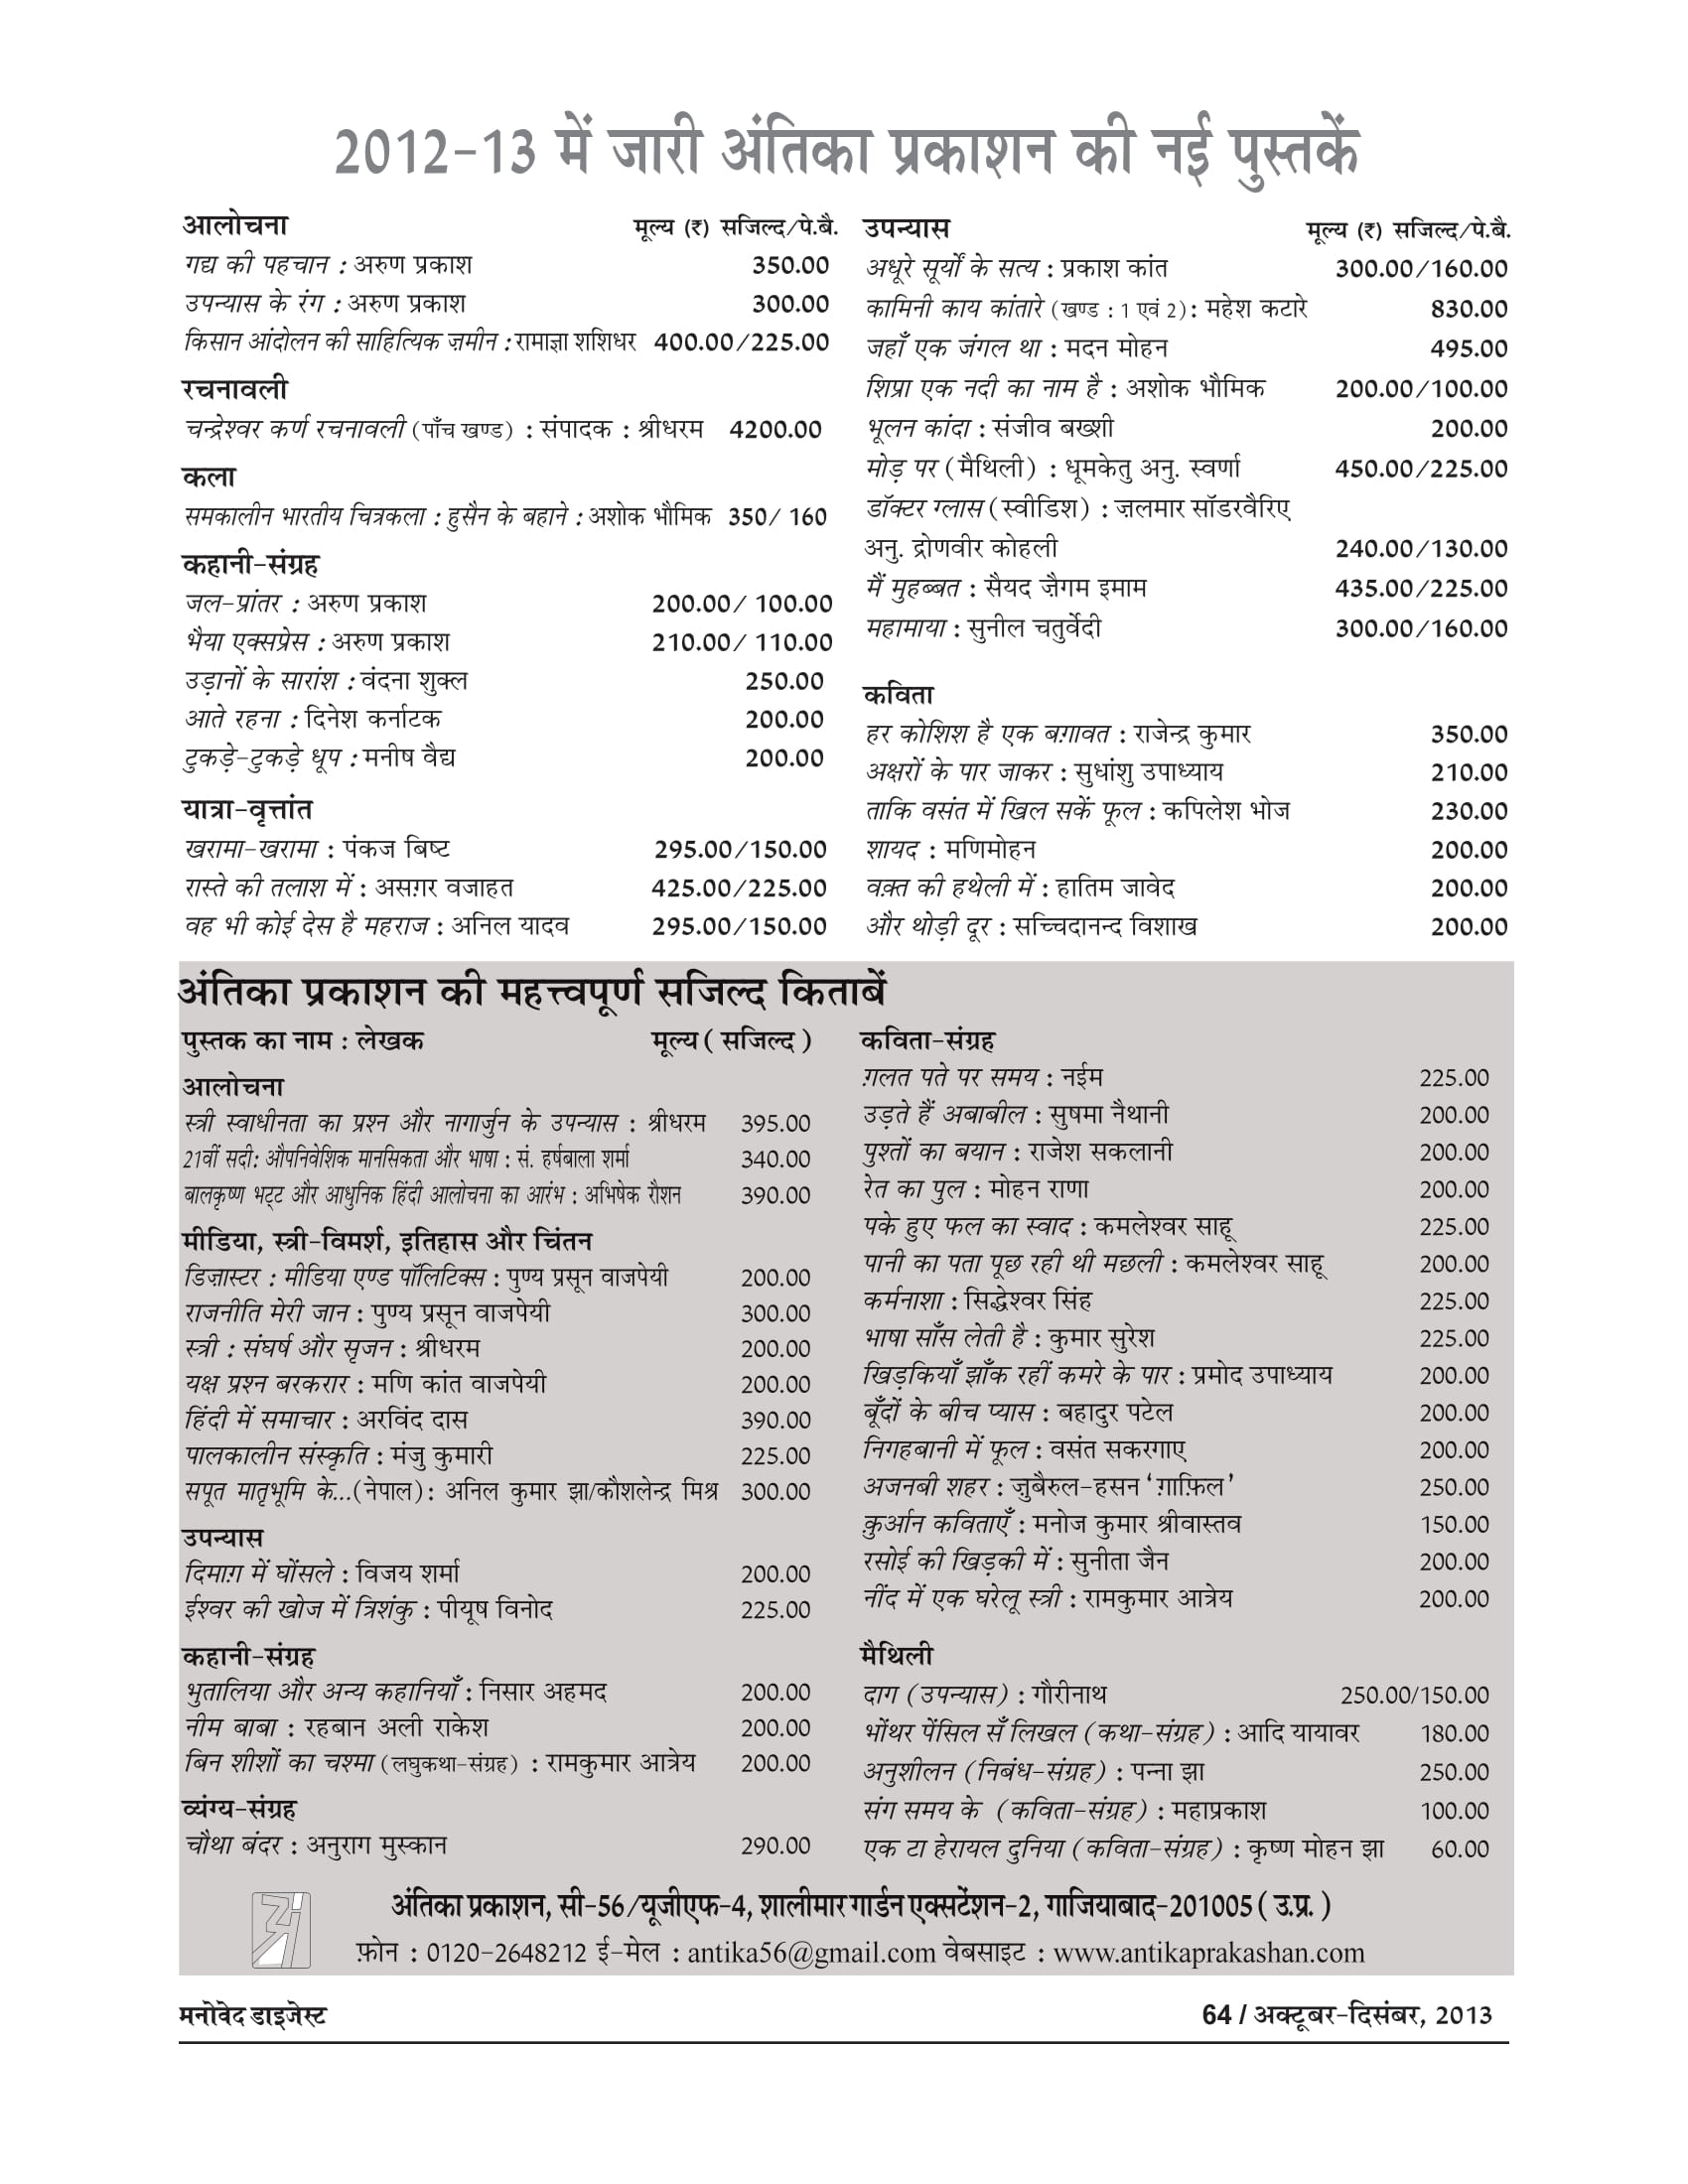 2012-13 में जारी अंतिका प्रकाशन की नई पुस्तकें
आलोचना मूल्य (₹) सजिल्द/पे.बै.
गद्य की पहचान : अरुण प्रकाश 350.00
उपन्यास के रंग : अरुण प्रकाश 300.00
किसान आंदोलन की साहित्यिक ज़मीन : रामाज्ञा शशिधर 400.00/225.00
रचनावली
चन्द्रेश्वर कर्ण रचनावली (पाँच खण्ड) : संपादक : श्रीधरम 4200.00
कला
समकालीन भारतीय चित्रकला : हुसैन के बहाने : अशोक भौमिक 350/ 160
कहानी-संग्रह
जल-प्रांतर : अरुण प्रकाश 200.00/ 100.00
भैया एक्सप्रेस : अरुण प्रकाश 210.00/ 110.00
उड़ानों के सारांश : वंदना शुक्ल 250.00
आते रहना : दिनेश कर्नाटक 200.00
टुकड़े-टुकड़े धूप : मनीष वैद्य 200.00
यात्रा-वृत्तांत
खरामा-खरामा : पंकज बिष्ट 295.00/150.00
रास्ते की तलाश में : असग़र वजाहत 425.00/225.00
वह भी कोई देस है महराज : अनिल यादव 295.00/150.00
उपन्यास मूल्य (₹) सजिल्द/पे.बै.
अधूरे सूर्यों के सत्य : प्रकाश कांत 300.00/160.00
कामिनी काय कांतारे (खण्ड : 1 एवं 2): महेश कटारे 830.00
जहाँ एक जंगल था : मदन मोहन 495.00
शिप्रा एक नदी का नाम है : अशोक भौमिक 200.00/100.00
भूलन कांदा : संजीव बख्शी 200.00
मोड़ पर (मैथिली) : धूमकेतु अनु. स्वर्णा 450.00/225.00
डॉक्टर ग्लास (स्वीडिश) : ज़लमार सॉडरवैरिए
अनु. द्रोणवीर कोहली 240.00/130.00
मैं मुहब्बत : सैयद ज़ैगम इमाम 435.00/225.00
महामाया : सुनील चतुर्वेदी 300.00/160.00
कविता
हर कोशिश है एक बग़ावत : राजेन्द्र कुमार 350.00
अक्षरों के पार जाकर : सुधांशु उपाध्याय 210.00
ताकि वसंत में खिल सकें फूल : कपिलेश भोज 230.00
शायद : मणिमोहन 200.00
वक़्त की हथेली में : हातिम जावेद 200.00
और थोड़ी दूर : सच्चिदानन्द विशाख 200.00
अंतिका प्रकाशन की महत्त्वपूर्ण सजिल्द किताबें
पुस्तक का नाम : लेखक मूल्य ( सजिल्द )
आलोचना
स्त्री स्वाधीनता का प्रश्न और नागार्जुन के उपन्यास : श्रीधरम 395.00
21वीं सदी: औपनिवेशिक मानसिकता और भाषा : सं. हर्षबाला शर्मा 340.00
बालकृष्ण भट्ट और आधुनिक हिंदी आलोचना का आरंभ : अभिषेक रौशन 390.00
मीडिया, स्त्री-विमर्श, इतिहास और चिंतन
डिज़ास्टर : मीडिया एण्ड पॉलिटिक्स : पुण्य प्रसून वाजपेयी 200.00
राजनीति मेरी जान : पुण्य प्रसून वाजपेयी 300.00
स्त्री : संघर्ष और सृजन : श्रीधरम 200.00
यक्ष प्रश्न बरकरार : मणि कांत वाजपेयी 200.00
हिंदी में समाचार : अरविंद दास 390.00
पालकालीन संस्कृति : मंजु कुमारी 225.00
सपूत मातृभूमि के...(नेपाल): अनिल कुमार झा/कौशलेन्द्र मिश्र 300.00
उपन्यास
दिमाग़ में घोंसले : विजय शर्मा 200.00
ईश्वर की खोज में त्रिशंकु : पीयूष विनोद 225.00
कहानी-संग्रह
भुतालिया और अन्य कहानियाँ : निसार अहमद 200.00
नीम बाबा : रहबान अली राकेश 200.00
बिन शीशों का चश्मा (लघुकथा-संग्रह) : रामकुमार आत्रेय 200.00
व्यंग्य-संग्रह
चौथा बंदर : अनुराग मुस्कान 290.00
कविता-संग्रह
ग़लत पते पर समय : नईम 225.00
उड़ते हैं अबाबील : सुषमा नैथानी 200.00
पुश्तों का बयान : राजेश सकलानी 200.00
रेत का पुल : मोहन राणा 200.00
पके हुए फल का स्वाद : कमलेश्वर साहू 225.00
पानी का पता पूछ रही थी मछली : कमलेश्वर साहू 200.00
कर्मनाशा : सिद्धेश्वर सिंह 225.00
भाषा साँस लेती है : कुमार सुरेश 225.00
खिड़कियाँ झाँक रहीं कमरे के पार : प्रमोद उपाध्याय 200.00
बूँदों के बीच प्यास : बहादुर पटेल 200.00
निगहबानी में फूल : वसंत सकरगाए 200.00
अजनबी शहर : जुबैरुल-हसन ‘ग़ाफ़िल’ 250.00
क़ुर्आन कविताएँ : मनोज कुमार श्रीवास्तव 150.00
रसोई की खिड़की में : सुनीता जैन 200.00
नींद में एक घरेलू स्त्री : रामकुमार आत्रेय 200.00
मैथिली
दाग (उपन्यास) : गौरीनाथ 250.00/150.00
भोंथर पेंसिल सँ लिखल (कथा-संग्रह) : आदि यायावर 180.00
अनुशीलन (निबंध-संग्रह) : पन्ना झा 250.00
संग समय के (कविता-संग्रह) : महाप्रकाश 100.00
एक टा हेरायल दुनिया (कविता-संग्रह) : कृष्ण मोहन झा 60.00
अंतिका प्रकाशन, सी-56/यूजीएफ-4, शालीमार गार्डन एक्सटेंशन-2, गाजियाबाद-201005 ( उ.प्र. )
फ़ोन : 0120-2648212 ई-मेल : antika56@gmail.com वेबसाइट : www.antikaprakashan.com
मनोवेद डाइजेस्ट 64 / अक्टूबर-दिसंबर, 2013